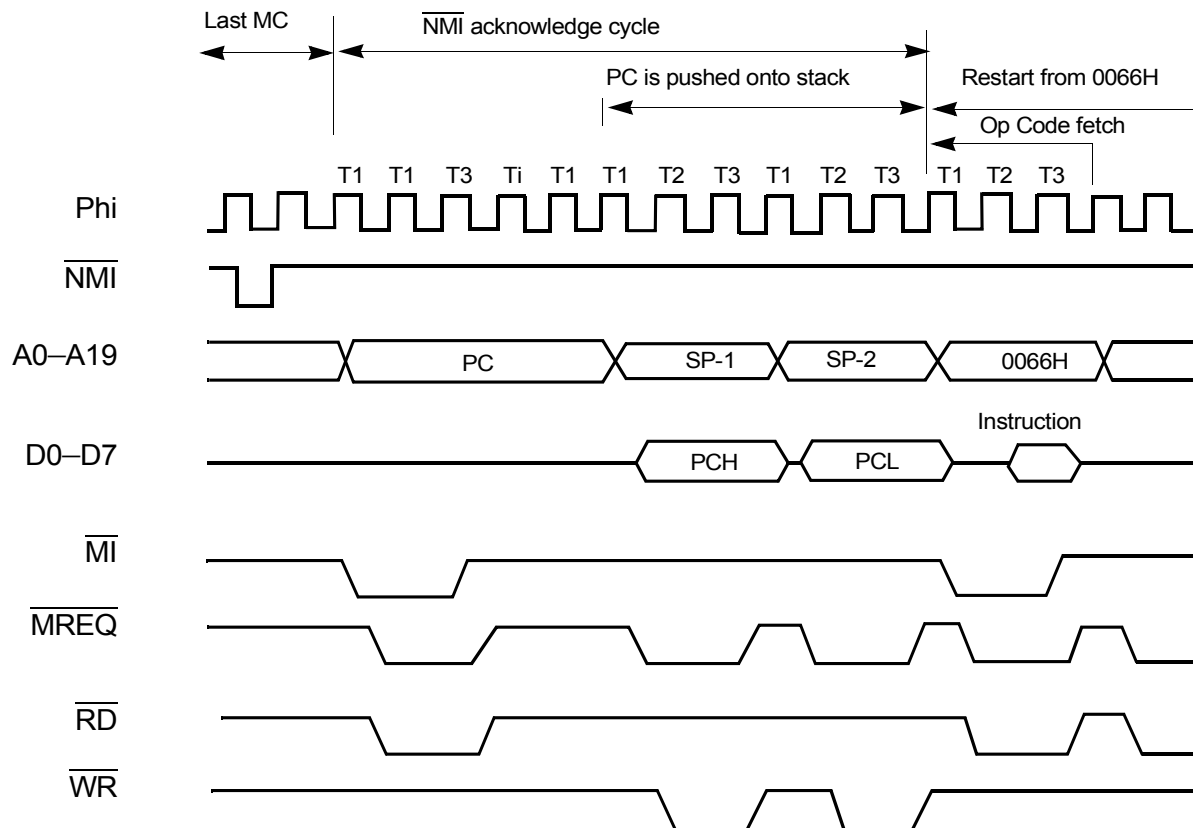 Last MC
NMI acknowledge cycle
PC is pushed onto stack
Restart from 0066H
Op Code fetch
T1 T1 T3 Ti T1 T1 T2 T3 T1 T2 T3 T1 T2 T3
Phi
NMI
A0–A19
PC SP-1 SP-2 0066H
Instruction
D0–D7
PCH PCL
MI
MREQ
RD
WR